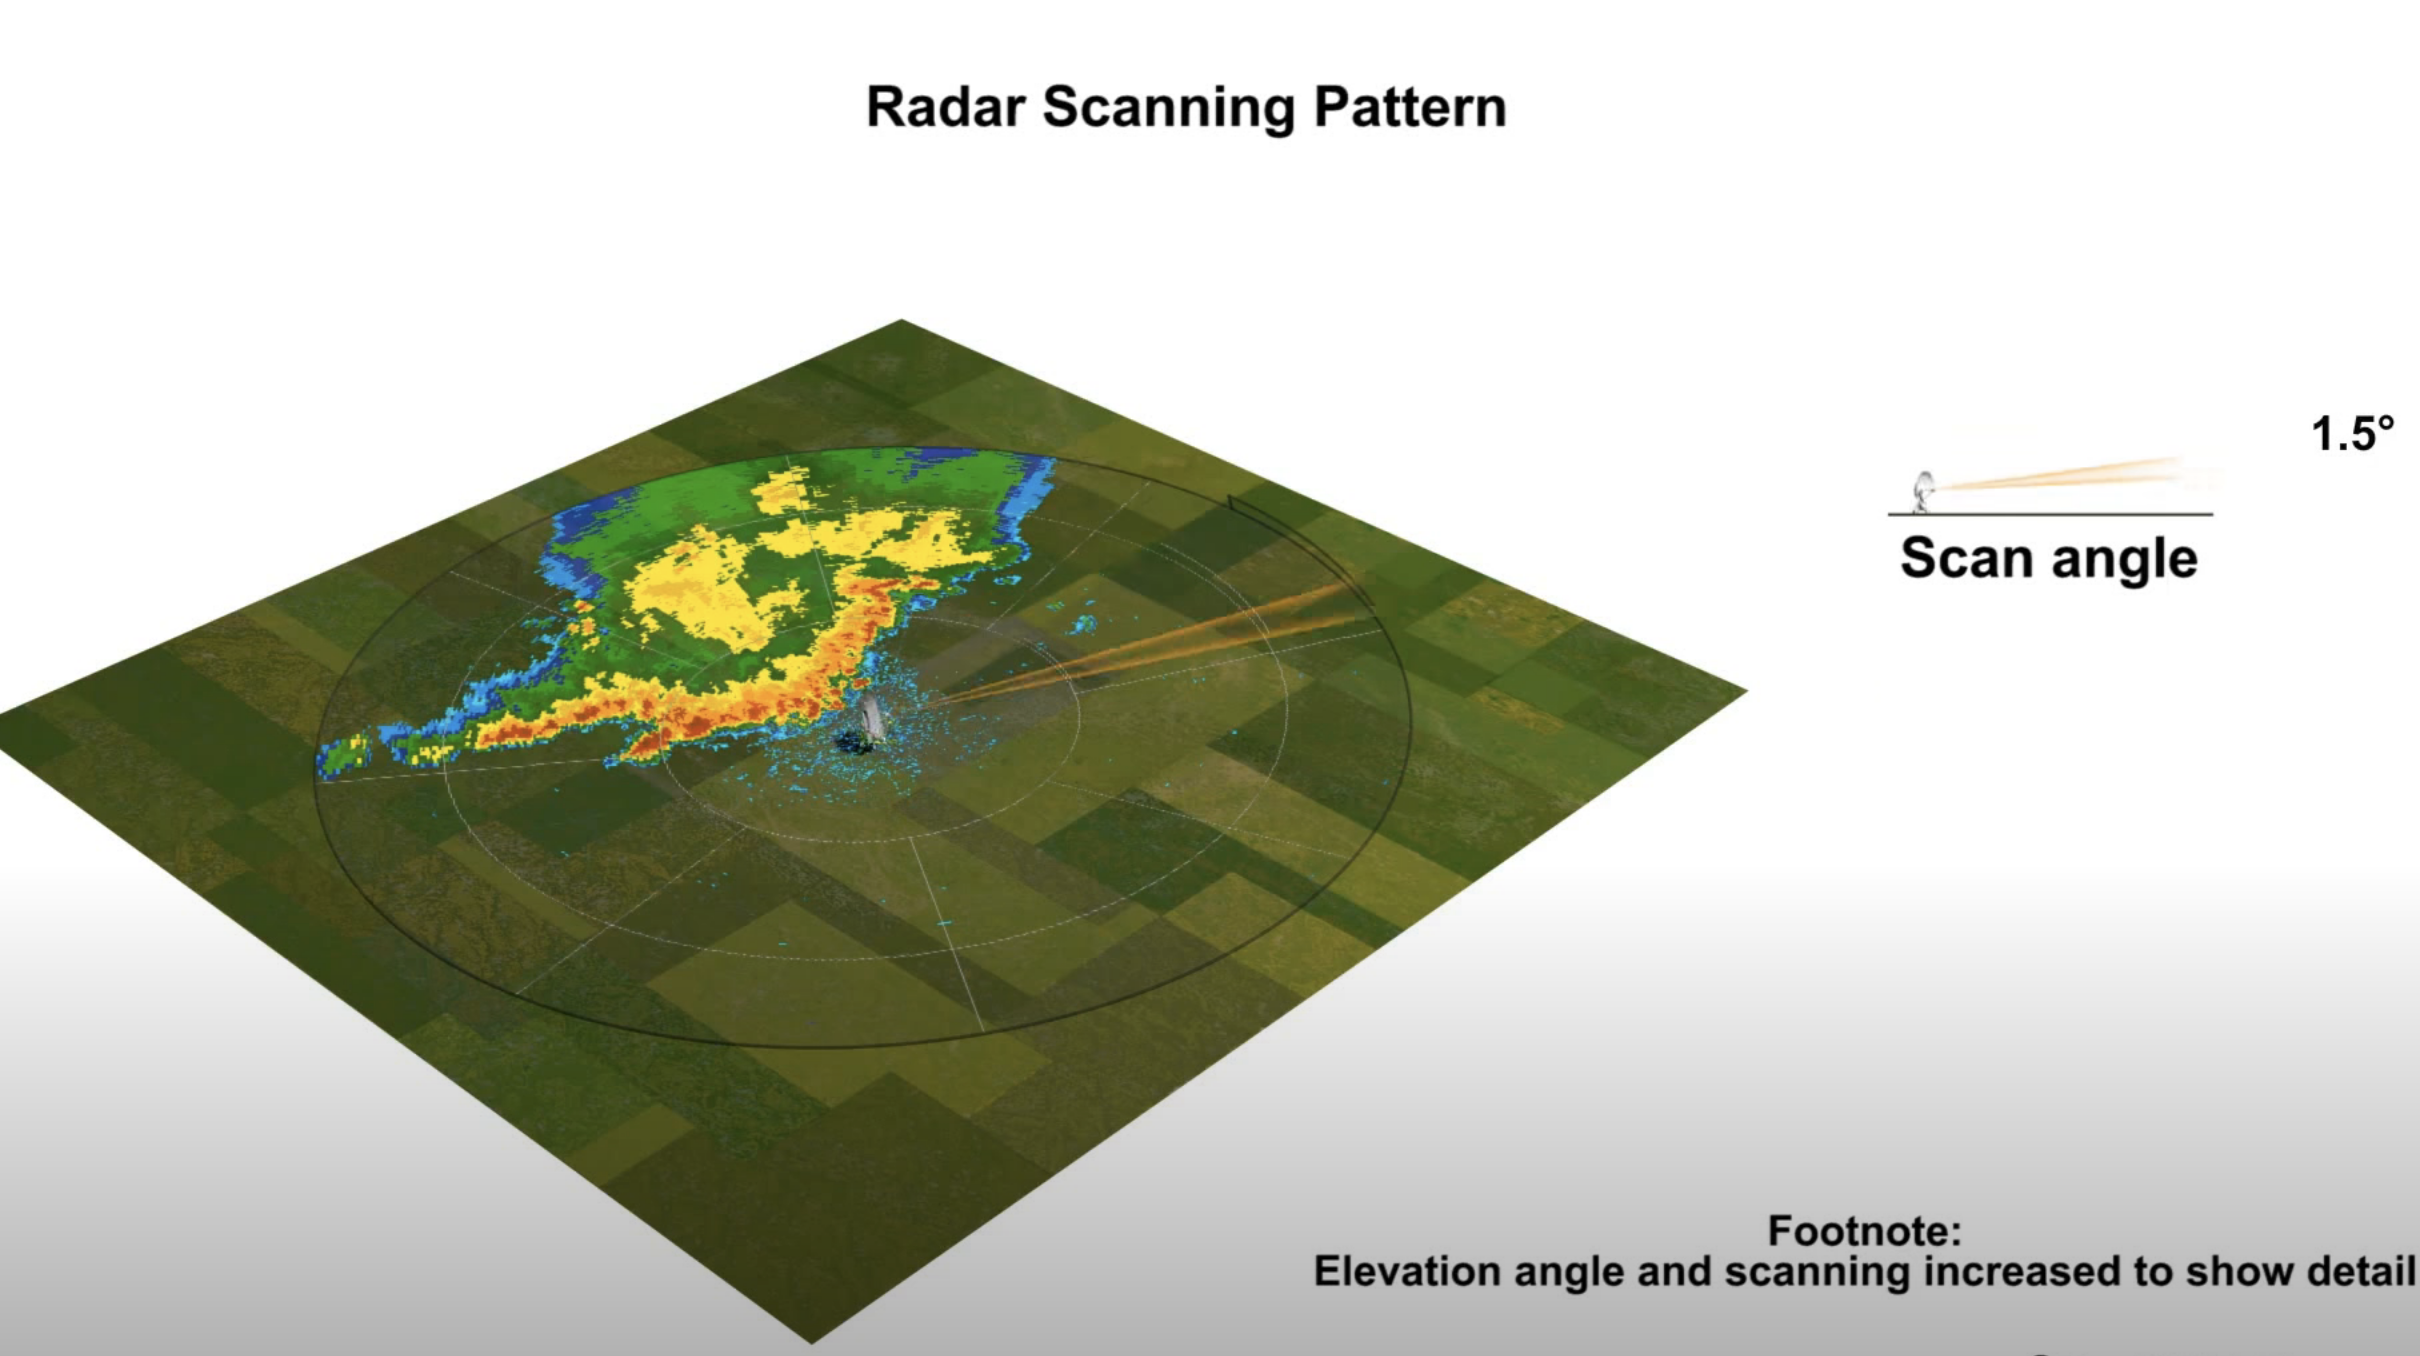 Radar Scanning Pattern
1.5°
Scan angle
Footnote:
Elevation angle and scanning increased to show detail